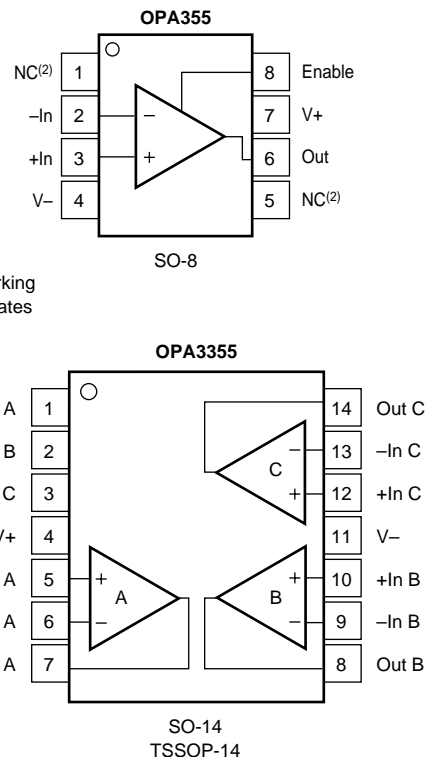 OPA355
NC(2) 1
–In 2
+In 3
V– 4
8 Enable
7 V+
6 Out
5 NC(2)
– +
SO-8
OPA3355
A 1
B 2
C 3
V+ 4
A 5
A 6
A 7
14 Out C
13 –In C
12 +In C
11 V–
10 +In B
9 –In B
8 Out B
– C +
+ A –
+ B –
SO-14
TSSOP-14